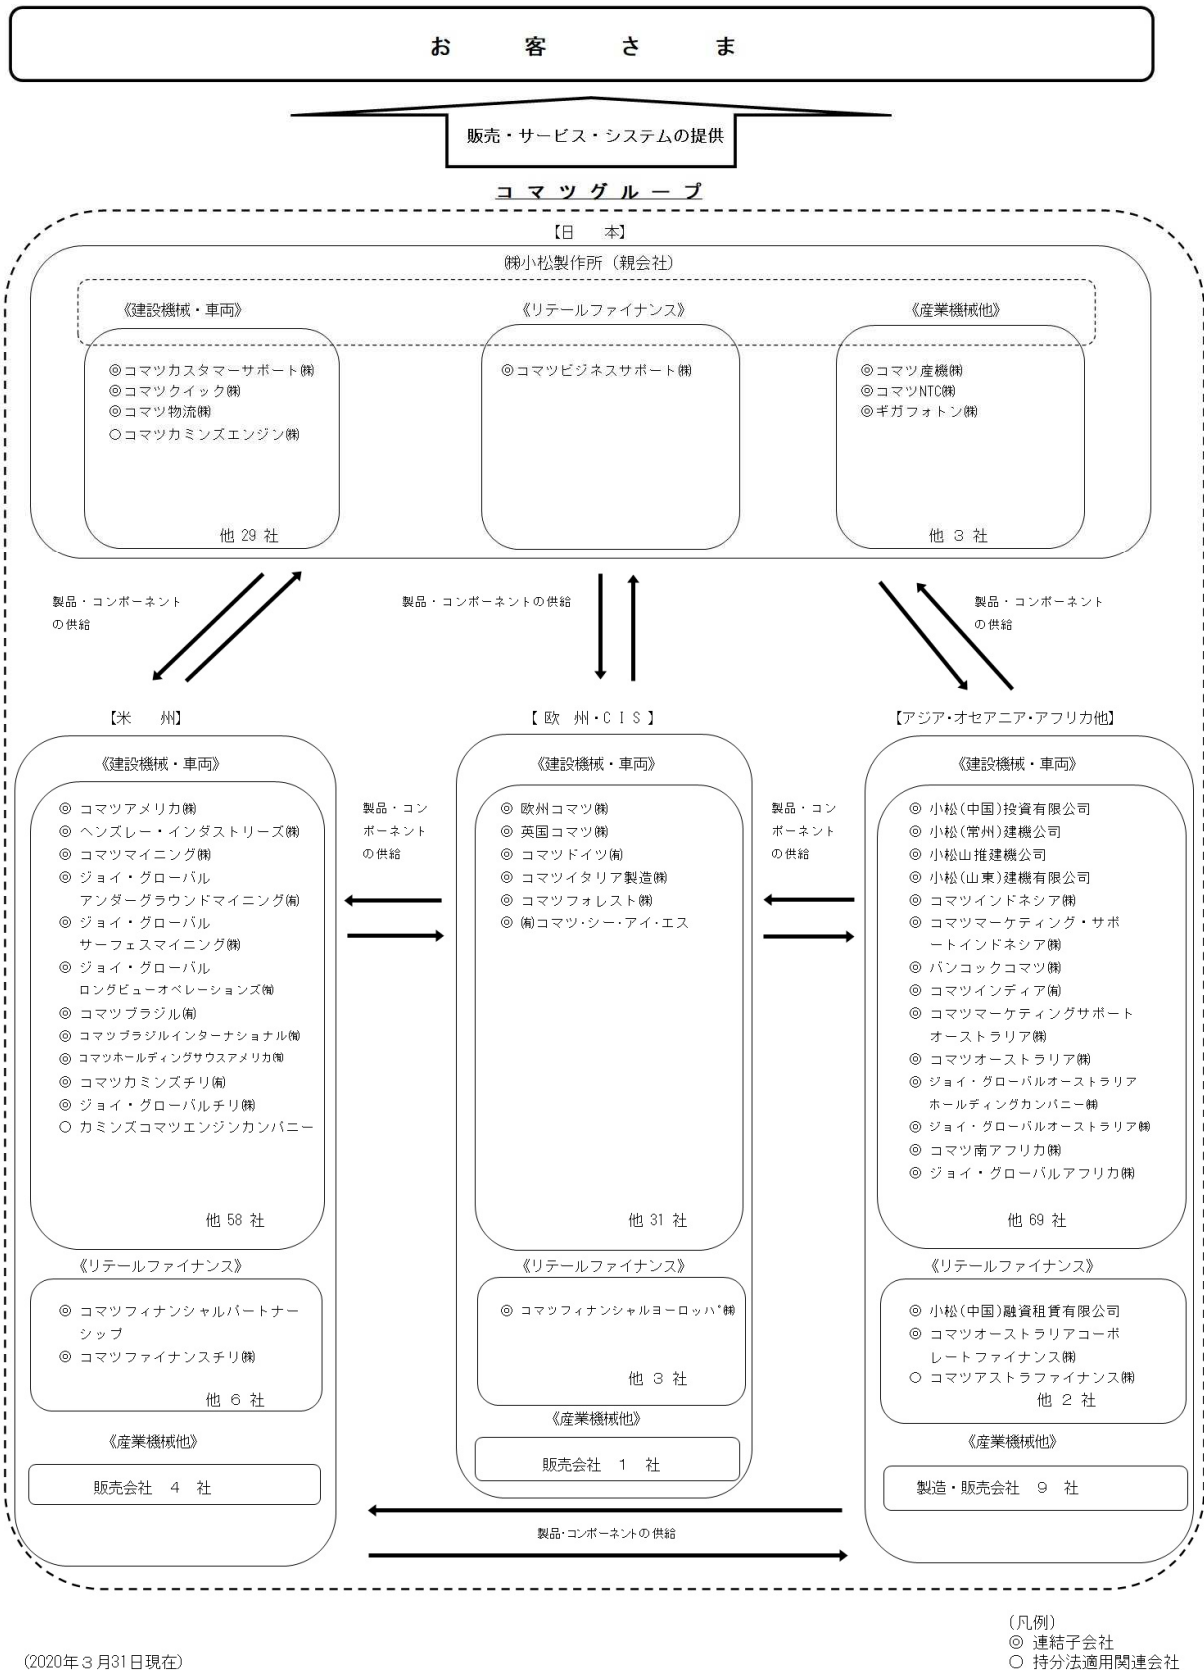 お客さま
販売・サービス・システムの提供
コマツグループ
【日　本】
㈱小松製作所（親会社）
《建設機械・車両》
◎コマツカスタマーサポート㈱
◎コマツクイック㈱
◎コマツ物流㈱
○コマツカミンズエンジン㈱
他 29 社
《リテールファイナンス》
◎コマツビジネスサポート㈱
《産業機械他》
◎コマツ産機㈱
◎コマツNTC㈱
◎ギガフォトン㈱
他 3 社
製品・コンポーネント
の供給
製品・コンポーネントの供給
製品・コンポーネント
の供給
【米　州】
《建設機械・車両》
◎ コマツアメリカ㈱
◎ ヘンズレー・インダストリーズ㈱
◎ コマツマイニング㈱
◎ ジョイ・グローバル
アンダーグラウンドマイニング㈲
◎ ジョイ・グローバル
サーフェスマイニング㈱
◎ ジョイ・グローバル
ロングビューオペレーションズ㈲
◎ コマツブラジル㈲
◎ コマツブラジルインターナショナル㈲
◎ コマツホールディングサウスアメリカ㈲
◎ コマツカミンズチリ㈲
◎ ジョイ・グローバルチリ㈱
○ カミンズコマツエンジンカンパニー
他 58 社
《リテールファイナンス》
◎ コマツフィナンシャルパートナー
シップ
◎ コマツファイナンスチリ㈱
他 6 社
《産業機械他》
販売会社　4　社
製品・コン
ポーネント
の供給
【欧　州・CIS】
《建設機械・車両》
◎ 欧州コマツ㈱
◎ 英国コマツ㈱
◎ コマツドイツ㈲
◎ コマツイタリア製造㈱
◎ コマツフォレスト㈱
◎ ㈲コマツ・シー・アイ・エス
他 31 社
《リテールファイナンス》
◎ コマツフィナンシャルヨーロッパ㈱
他 3 社
《産業機械他》
販売会社　1　社
製品・コン
ポーネント
の供給
【アジア・オセアニア・アフリカ他】
《建設機械・車両》
◎ 小松(中国)投資有限公司
◎ 小松(常州)建機公司
◎ 小松山推建機公司
◎ 小松(山東)建機有限公司
◎ コマツインドネシア㈱
◎ コマツマーケティング・サポ
ートインドネシア㈱
◎ バンコックコマツ㈱
◎ コマツインディア㈲
◎ コマツマーケティングサポート
オーストラリア㈱
◎ コマツオーストラリア㈱
◎ ジョイ・グローバルオーストラリア
ホールディングカンパニー㈱
◎ ジョイ・グローバルオーストラリア㈱
◎ コマツ南アフリカ㈱
◎ ジョイ・グローバルアフリカ㈱
他 69 社
《リテールファイナンス》
◎ 小松(中国)融資租賃有限公司
◎ コマツオーストラリアコーポ
レートファイナンス㈱
○ コマツアストラファイナンス㈱
他 2 社
《産業機械他》
製造・販売会社　9　社
製品・コンポーネントの供給
(凡例)
◎ 連結子会社
○ 持分法適用関連会社
(2020年3月31日現在)